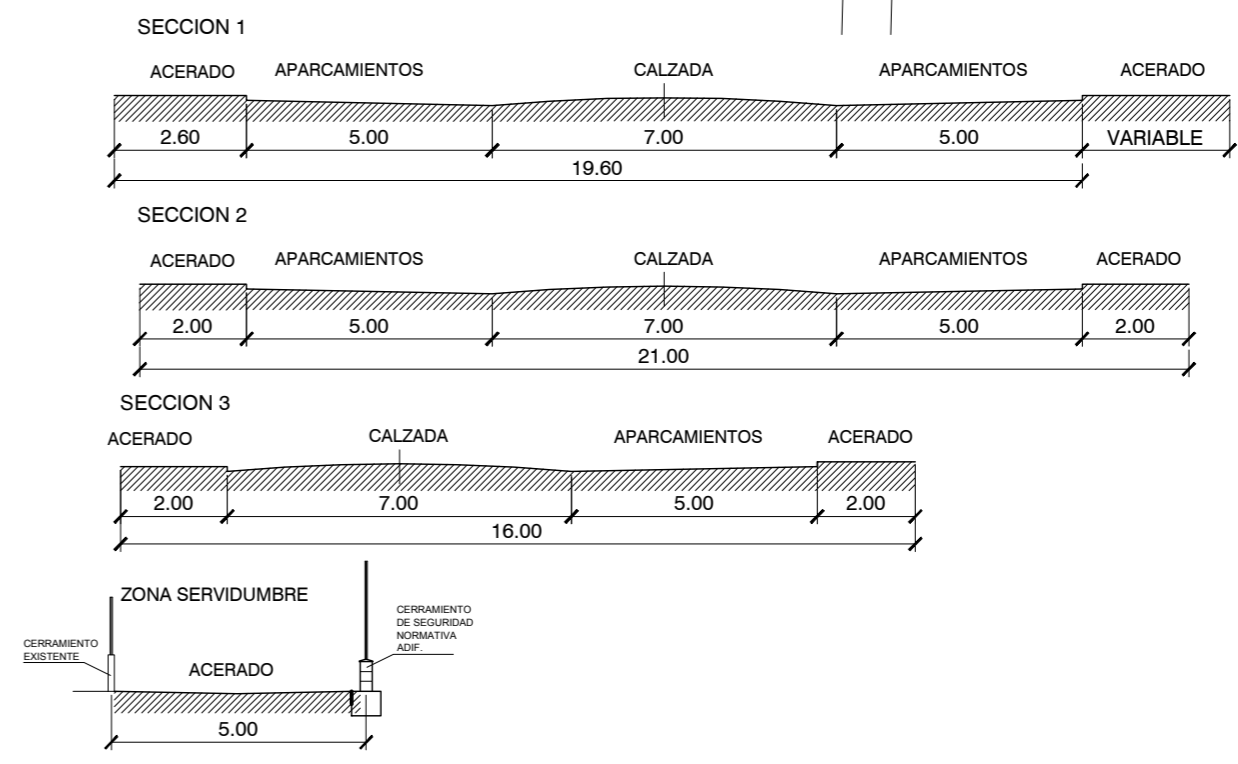 SECCION 1
ACERADO APARCAMIENTOS CALZADA APARCAMIENTOS ACERADO
2.60 5.00 7.00 5.00 VARIABLE
19.60
SECCION 2
ACERADO APARCAMIENTOS CALZADA APARCAMIENTOS ACERADO
2.00 5.00 7.00 5.00 2.00
21.00
SECCION 3
ACERADO CALZADA APARCAMIENTOS ACERADO
2.00 7.00 5.00 2.00
16.00
ZONA SERVIDUMBRE
CERRAMIENTO
EXISTENTE
ACERADO
CERRAMIENTO
DE SEGURIDAD
NORMATIVA
ADIF.
5.00